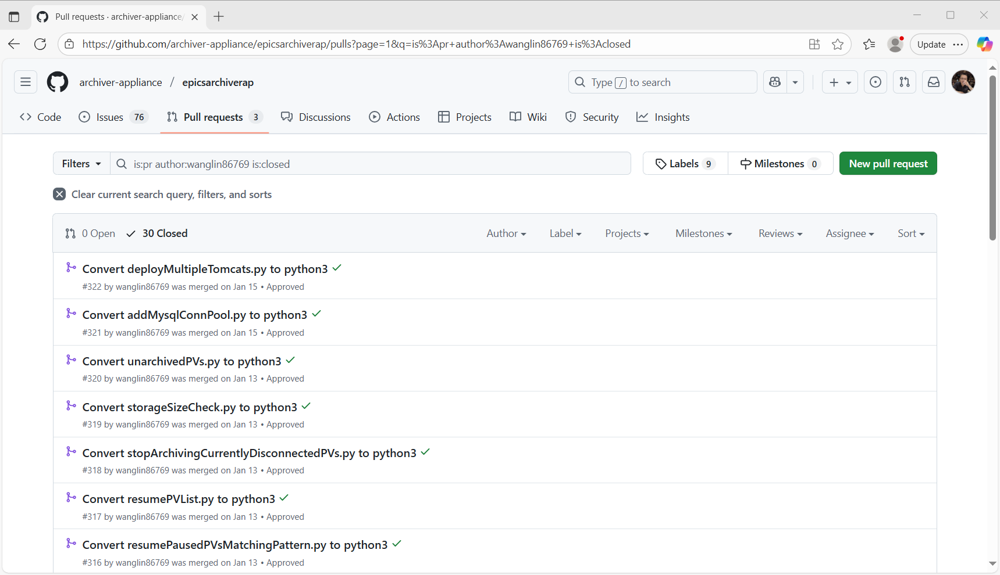 Pull requests · archiver-appliance/
https://github.com/archiver-appliance/epicsarchiverap/pulls?page=1&q=is%3Apr+author%3Awanglin86769+is%3Aclosed
Update
archiver-appliance / epicsarchiverap
Type / to search
Code
Issues 76
Pull requests 3
Discussions
Actions
Projects
Wiki
Security
Insights
Filters
is:pr author:wanglin86769 is:closed
Labels 9
Milestones 0
New pull request
Clear current search query, filters, and sorts
0 Open
30 Closed
Author
Label
Projects
Milestones
Reviews
Assignee
Sort
Convert deployMultipleTomcats.py to python3
#322 by wanglin86769 was merged on Jan 15 • Approved
Convert addMysqlConnPool.py to python3
#321 by wanglin86769 was merged on Jan 15 • Approved
Convert unarchivedPVs.py to python3
#320 by wanglin86769 was merged on Jan 13 • Approved
Convert storageSizeCheck.py to python3
#319 by wanglin86769 was merged on Jan 13 • Approved
Convert stopArchivingCurrentlyDisconnectedPVs.py to python3
#318 by wanglin86769 was merged on Jan 13 • Approved
Convert resumePVList.py to python3
#317 by wanglin86769 was merged on Jan 13 • Approved
Convert resumePausedPVsMatchingPattern.py to python3
#316 by wanglin86769 was merged on Jan 13 • Approved